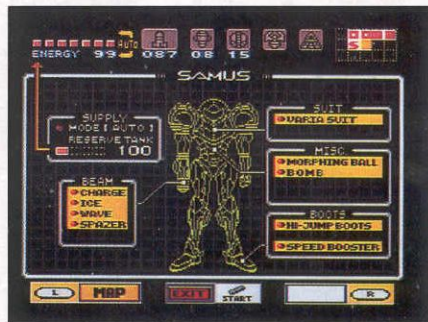 AUTO
ENERGY 99 087 08 15
S
SAMUS
SUPPLY
MODE [ AUTO ]
RESERVE TANK
100
BEAM
CHARGE
ICE
WAVE
SPAZER
SUIT
VARIA SUIT
MISC.
MORPHING BALL
BOMB
BOOTS
HI-JUMP BOOTS
SPEED BOOSTER
L MAP EXIT START R